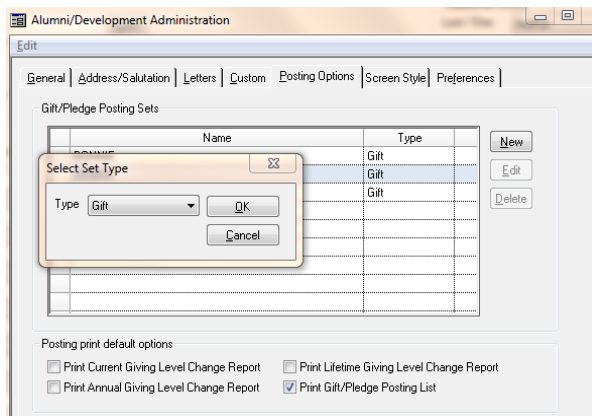 Alumni/Development Administration
Edit
General Address/Salutation Letters Custom Posting Options Screen Style Preferences
Gift/Pledge Posting Sets
Name Type
Gift
Gift
Gift
New
Edit
Delete
Select Set Type
Type Gift OK
Cancel
Posting print default options
Print Current Giving Level Change Report Print Lifetime Giving Level Change Report
Print Annual Giving Level Change Report Print Gift/Pledge Posting List